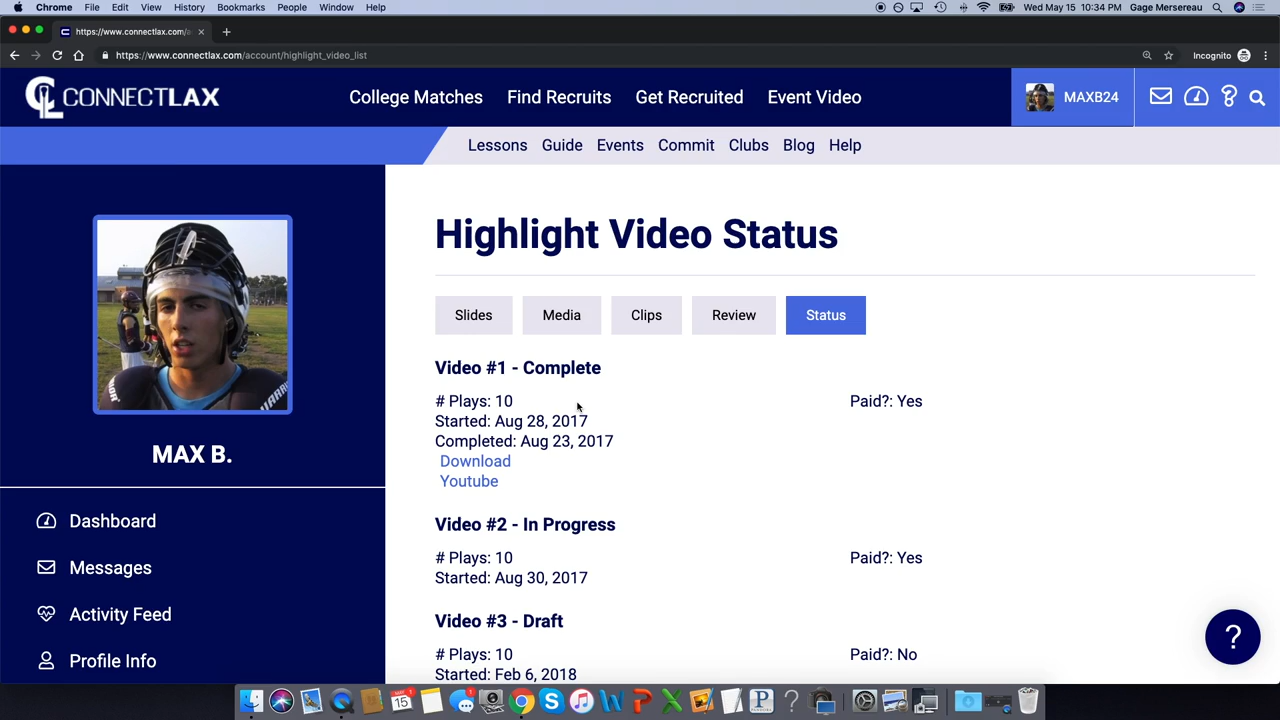 Chrome File Edit View History Bookmarks People Window Help Wed May 15 10:34 PM Gage Mersereau
https://www.connectlax.com/a
https://www.connectlax.com/account/highlight_video_list Incognito
CL CONNECTLAX College Matches Find Recruits Get Recruited Event Video MAXB24
Lessons Guide Events Commit Clubs Blog Help
Highlight Video Status
Slides Media Clips Review Status
Video #1 - Complete
# Plays: 10 Paid?: Yes
Started: Aug 28, 2017
Completed: Aug 23, 2017
Download
Youtube
MAX B.
Video #2 - In Progress
# Plays: 10 Paid?: Yes
Started: Aug 30, 2017
Video #3 - Draft
# Plays: 10 Paid?: No
Started: Feb 6, 2018
Dashboard
Messages
Activity Feed
Profile Info
?